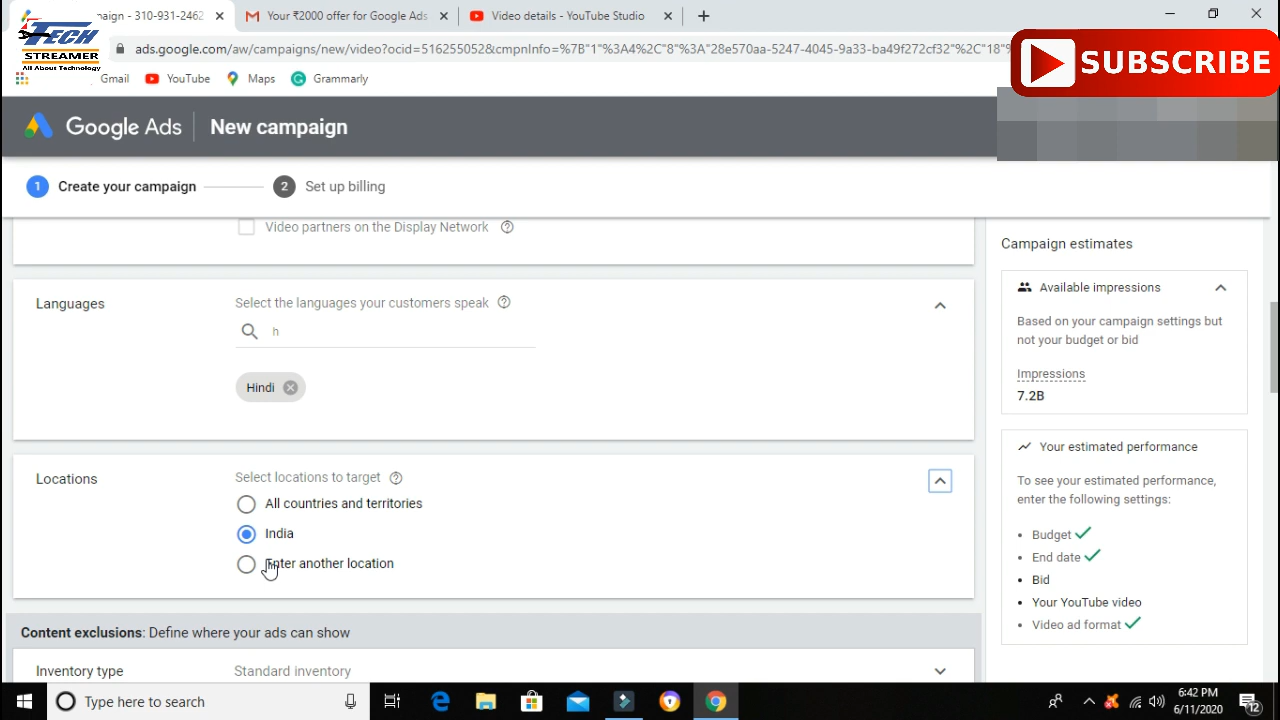 paign - 310-931-2462
Your ₹2000 offer for Google Ads
Video details - YouTube Studio
TECH
STREAMER
All About Technology
ads.google.com/aw/campaigns/new/video?ocid=516255052&cmpnInfo=%7B"1"%3A4%2C"8"%3A"28e570ba-52f7-4045-9a33-ba49f272cf32"%2C"18"9
SUBSCRIBE
Gmail
YouTube
Maps
Grammarly
Google Ads
New campaign
1 Create your campaign
2 Set up billing
Video partners on the Display Network
Languages
Select the languages your customers speak
h
Hindi
Locations
Select locations to target
All countries and territories
India
Enter another location
Content exclusions: Define where your ads can show
Inventory type
Standard inventory
Campaign estimates
Available impressions
Based on your campaign settings but
not your budget or bid
Impressions
7.2B
Your estimated performance
To see your estimated performance,
enter the following settings:
• Budget
• End date
• Bid
• Your YouTube video
• Video ad format
Type here to search
6:42 PM
6/11/2020
12